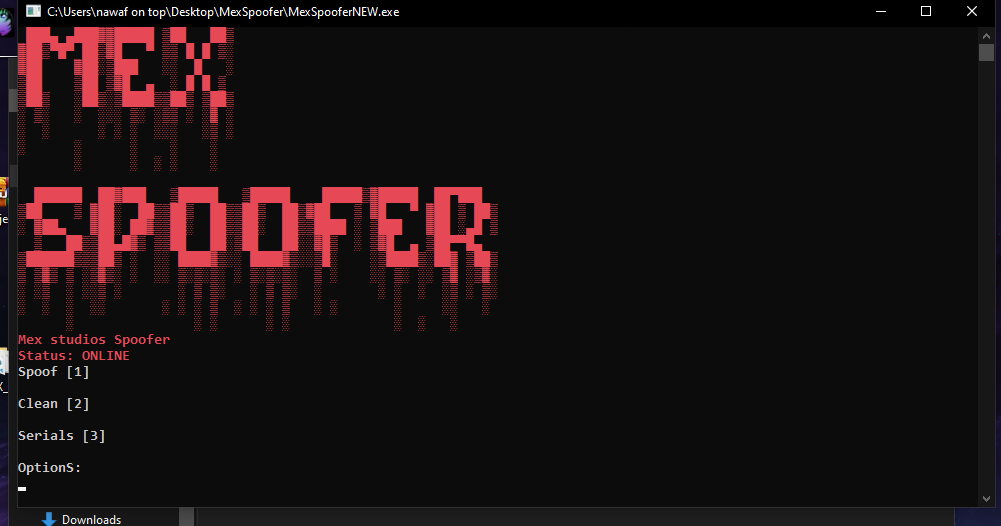 C:\Users\nawaf on top\Desktop\MexSpoofer\MexSpooferNEW.exe
MEX
SPOOFER
Mex studios Spoofer
Status: ONLINE
Spoof [1]
Clean [2]
Serials [3]
OptionS:
Downloads